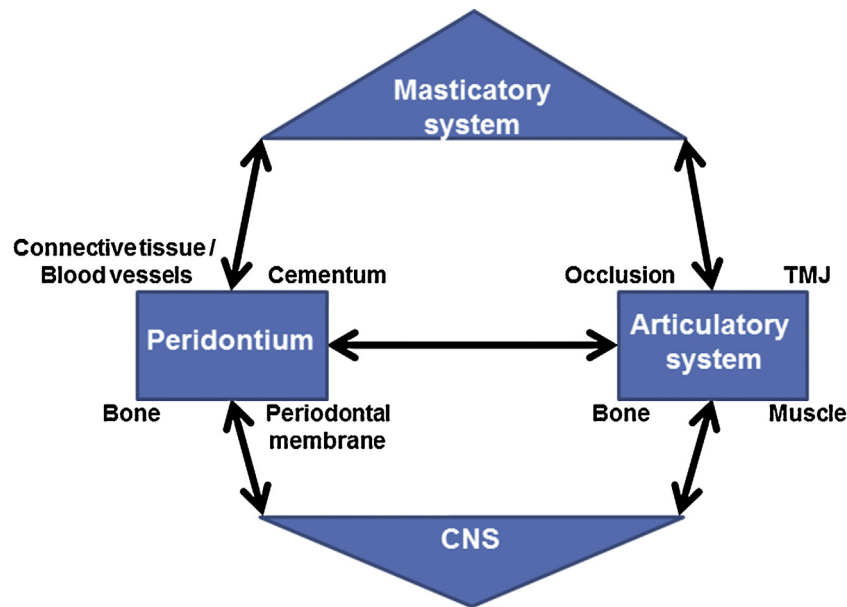 Masticatory
system
Connective tissue /
Blood vessels
Cementum
Occlusion
TMJ
Peridontium
Articulatory
system
Bone
Periodontal
membrane
Bone
Muscle
CNS